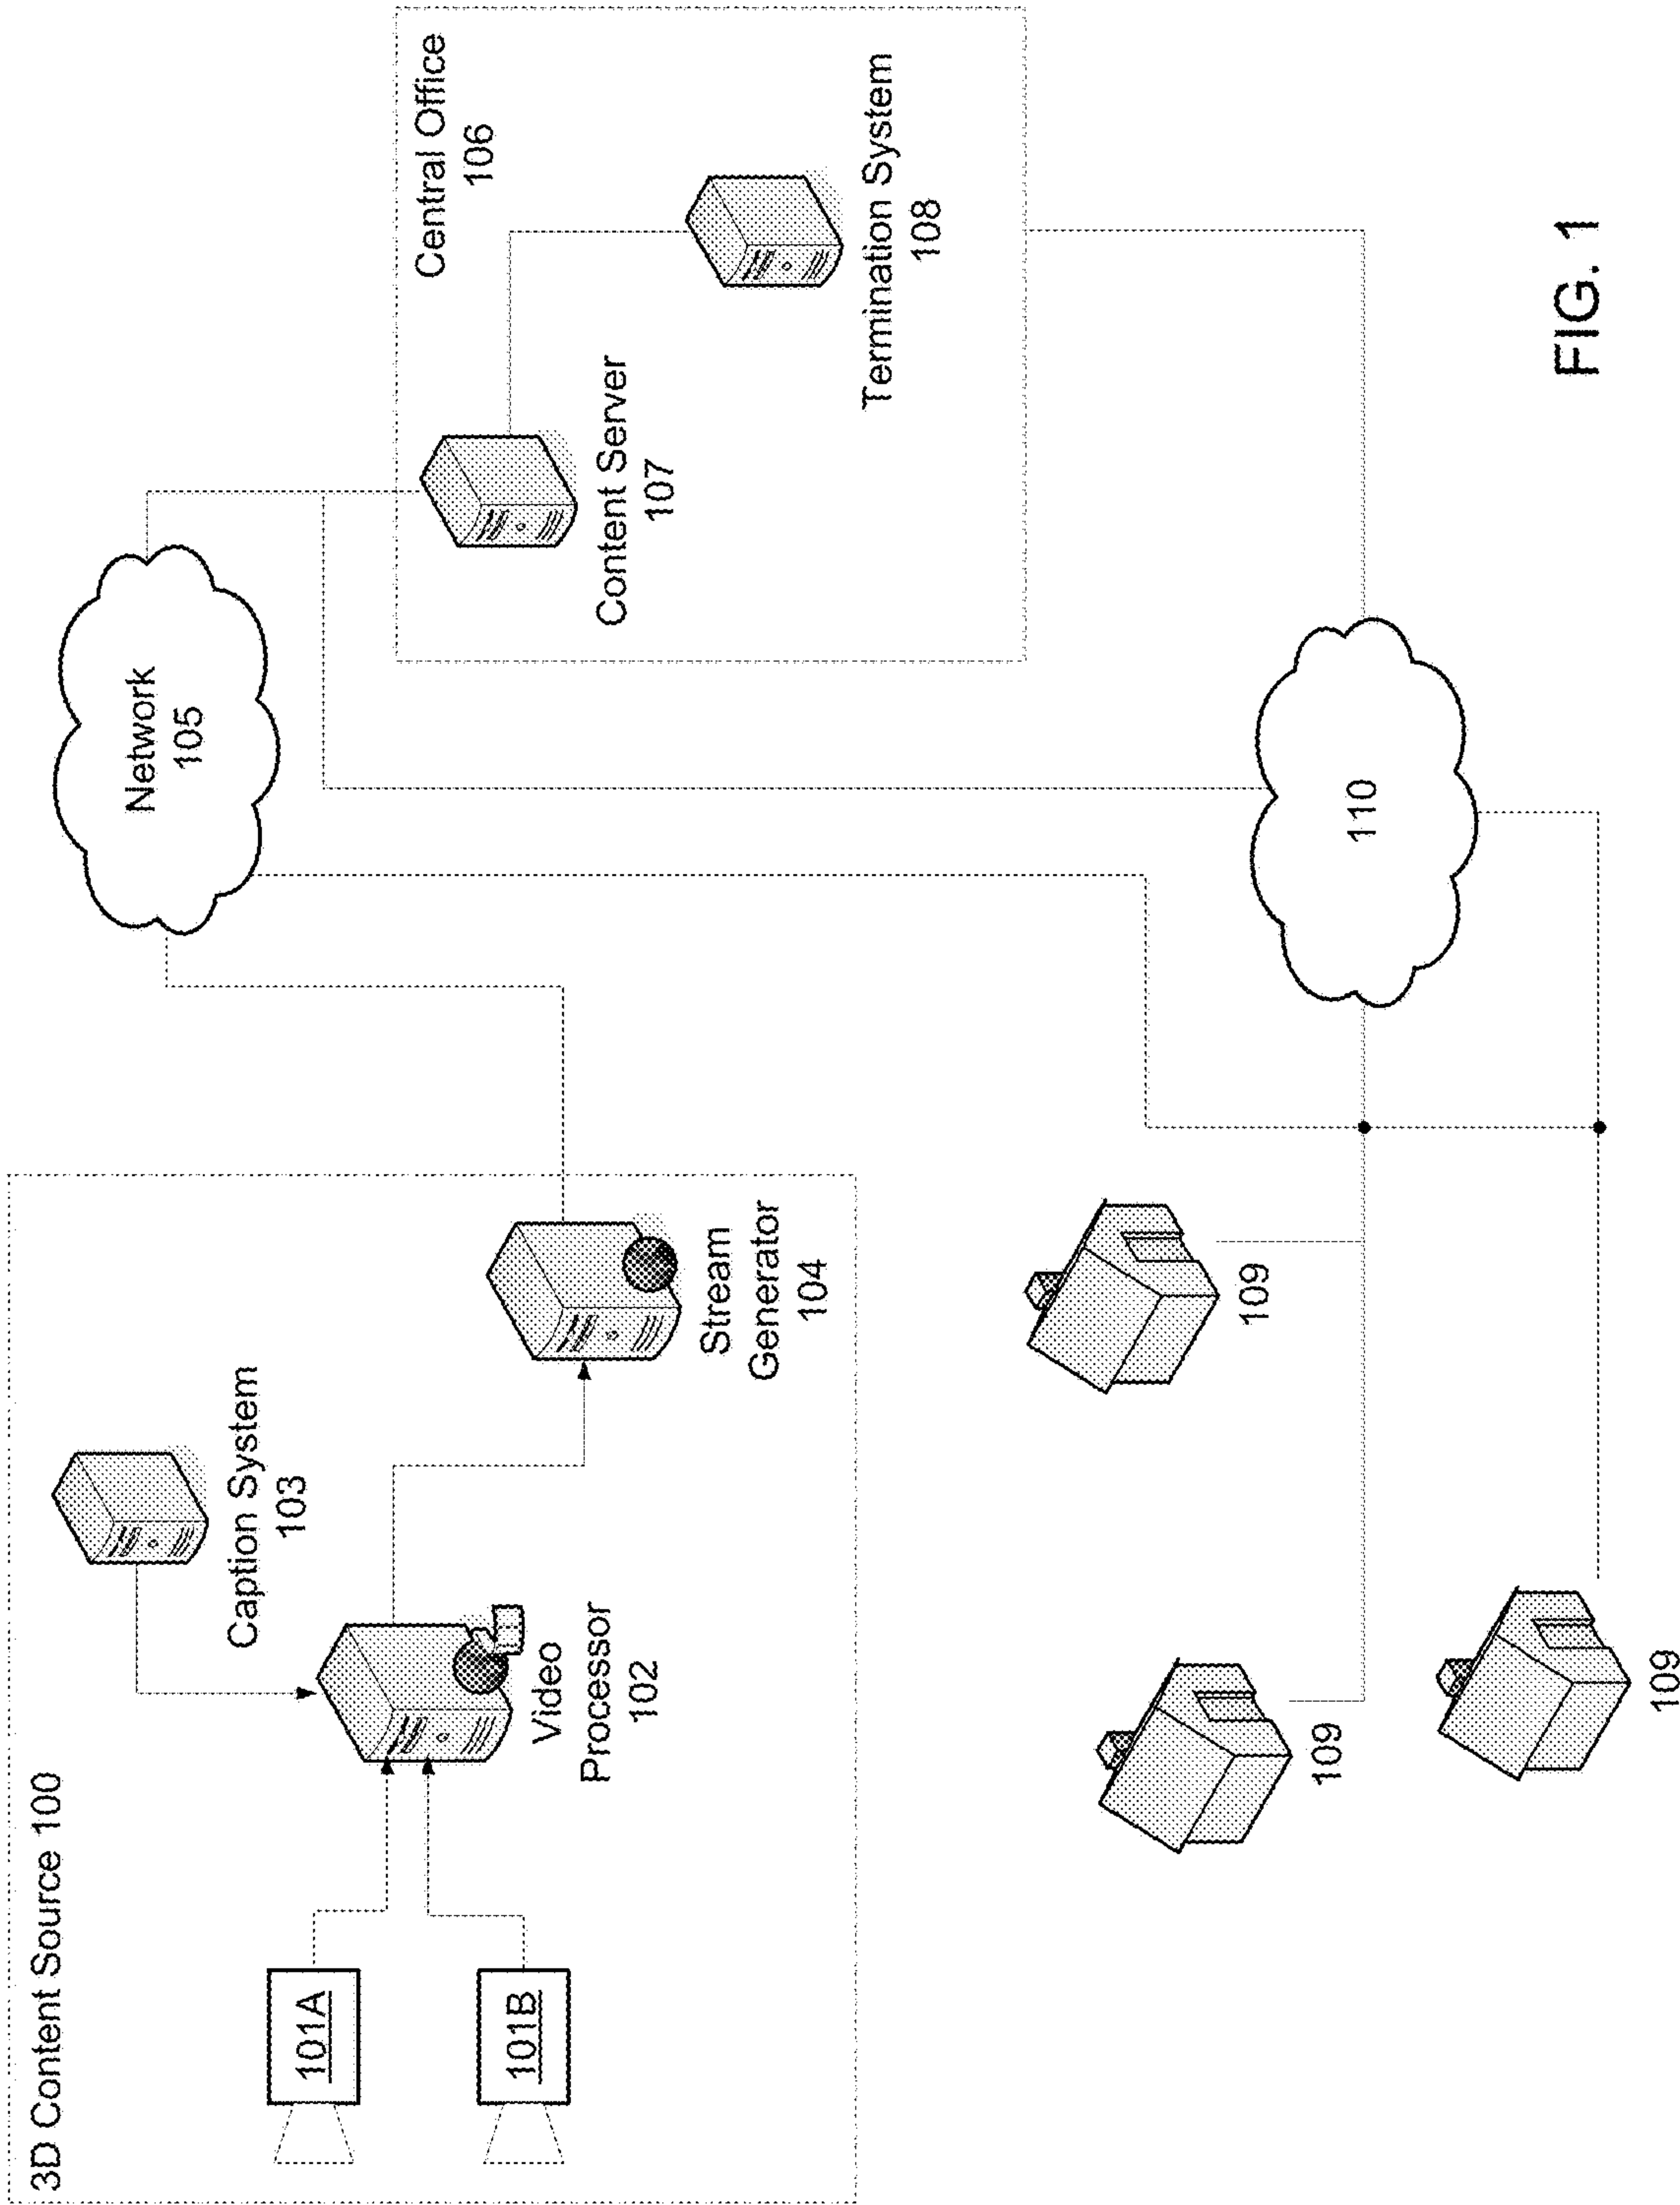 3D Content Source 100
101A
101B
Caption System
103
Video
Processor
102
Stream
Generator
104
Network
105
Central Office
106
Content Server
107
Termination System
108
109
109
109
110
FIG. 1